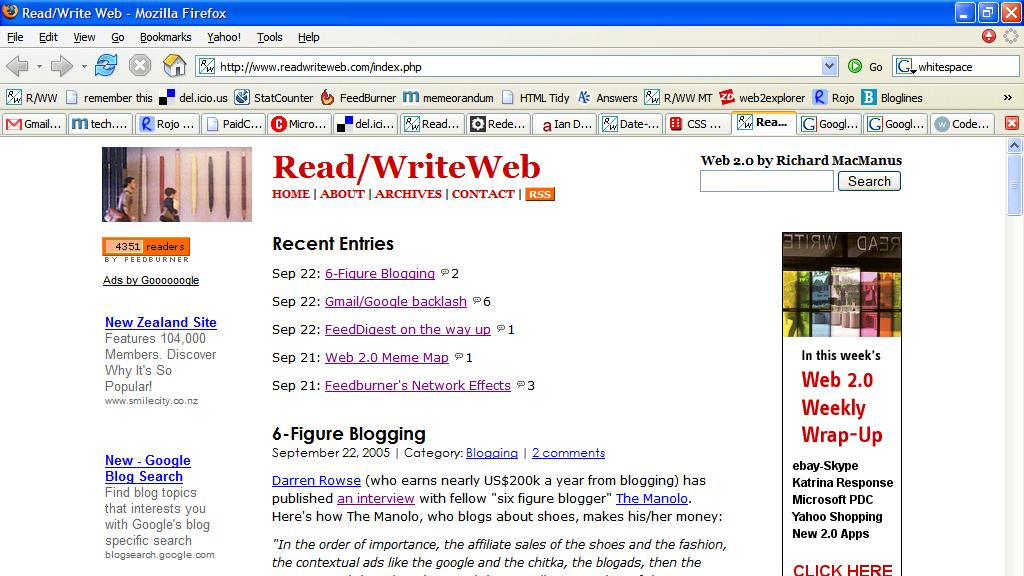 Read/Write Web - Mozilla Firefox
File Edit View Go Bookmarks Yahoo! Tools Help
http://www.readwriteweb.com/index.php Go whitespace
R/WW remember this del.icio.us StatCounter FeedBurner memeorandum HTML Tidy Answers R/WW MT web2explorer Rojo Bloglines »
Gmail... tech.... Rojo ... PaidC... Micro... del.ici... Read... Rede... Ian D... Date-... CSS ... Rea... Googl... Googl... Code...
Read/WriteWeb
HOME | ABOUT | ARCHIVES | CONTACT | RSS
Web 2.0 by Richard MacManus
Search
4351 readers
BY FEEDBURNER
Ads by Goooooogle
New Zealand Site
Features 104,000
Members. Discover
Why It's So
Popular!
www.smilecity.co.nz
New - Google
Blog Search
Find blog topics
that interests you
with Google's blog
specific search
blogsearch.google.com
Recent Entries
Sep 22: 6-Figure Blogging 2
Sep 22: Gmail/Google backlash 6
Sep 22: FeedDigest on the way up 1
Sep 21: Web 2.0 Meme Map 1
Sep 21: Feedburner's Network Effects 3
6-Figure Blogging
September 22, 2005 | Category: Blogging | 2 comments
Darren Rowse (who earns nearly US$200k a year from blogging) has
published an interview with fellow "six figure blogger" The Manolo.
Here's how The Manolo, who blogs about shoes, makes his/her money:
"In the order of importance, the affiliate sales of the shoes and the fashion,
the contextual ads like the google and the chitka, the blogads, then the
READ WRITE
In this week's
Web 2.0
Weekly
Wrap-Up
ebay-Skype
Katrina Response
Microsoft PDC
Yahoo Shopping
New 2.0 Apps
CLICK HERE